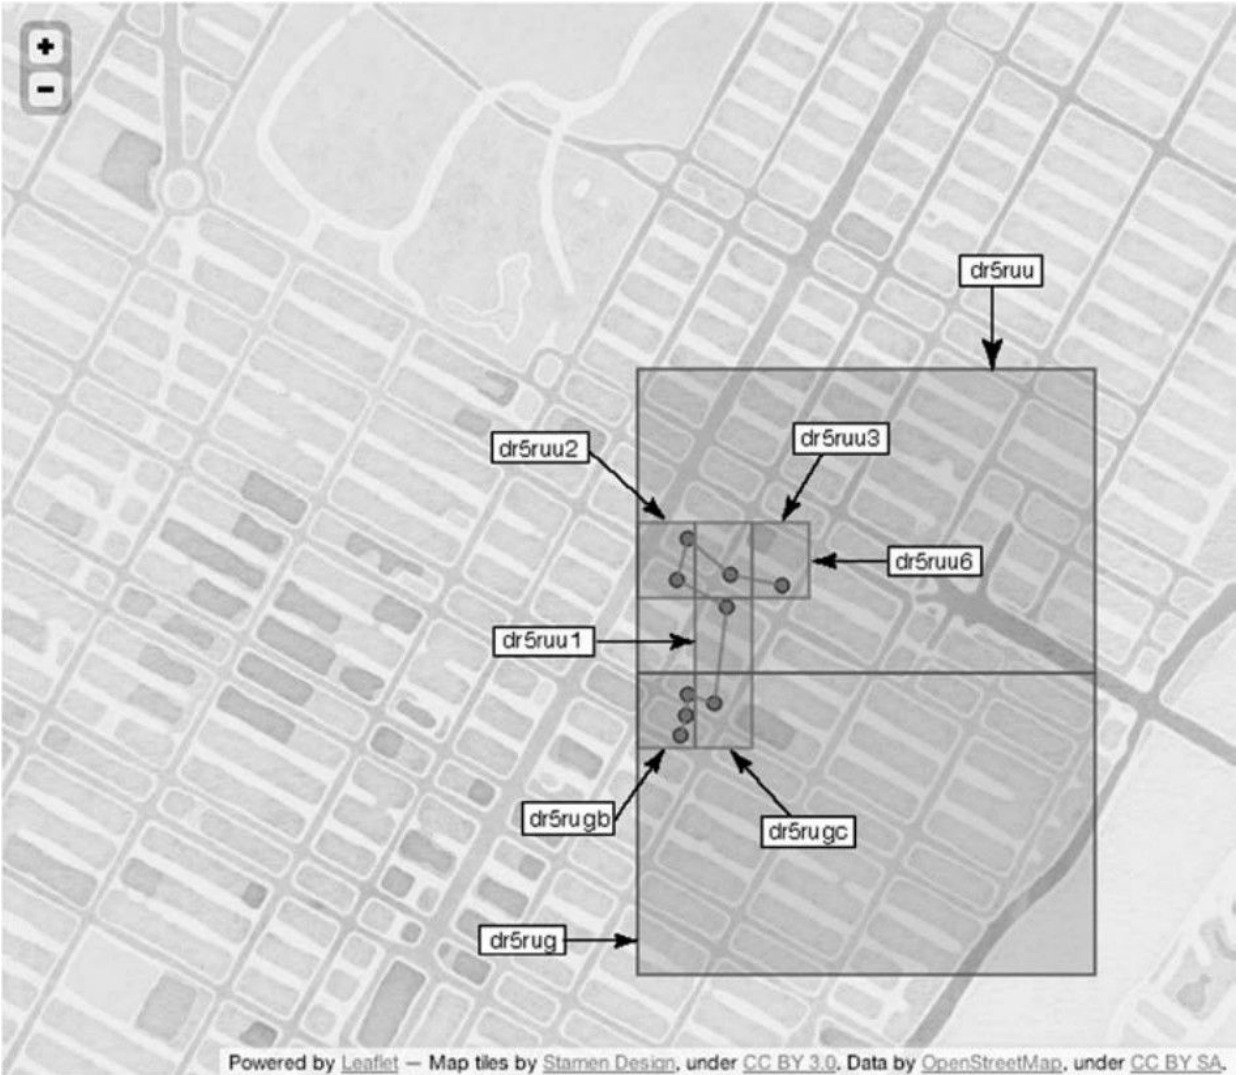 +
−
dr5ruu
dr5ruu2
dr5ruu3
dr5ruu6
dr5ruu1
dr5rugb
dr5rugc
dr5rug
Powered by Leaflet — Map tiles by Stamen Design, under CC BY 3.0. Data by OpenStreetMap, under CC BY SA.